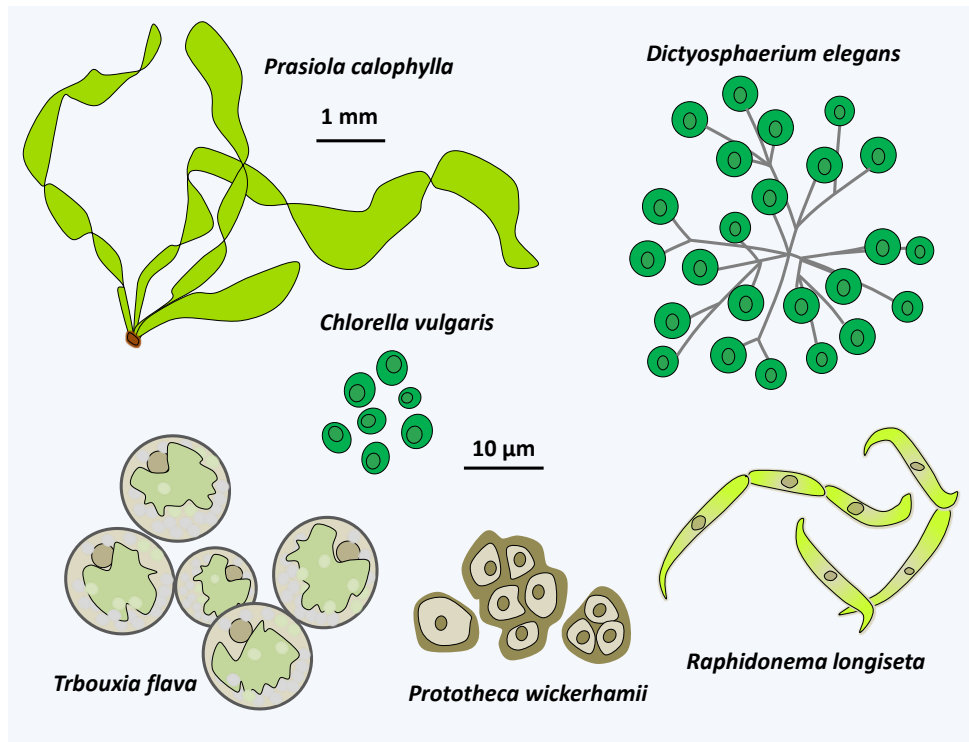 Prasiola calophylla
Dictyosphaerium elegans
1 mm
Chlorella vulgaris
10 µm
Trbouxia flava
Prototheca wickerhamii
Raphidonema longiseta